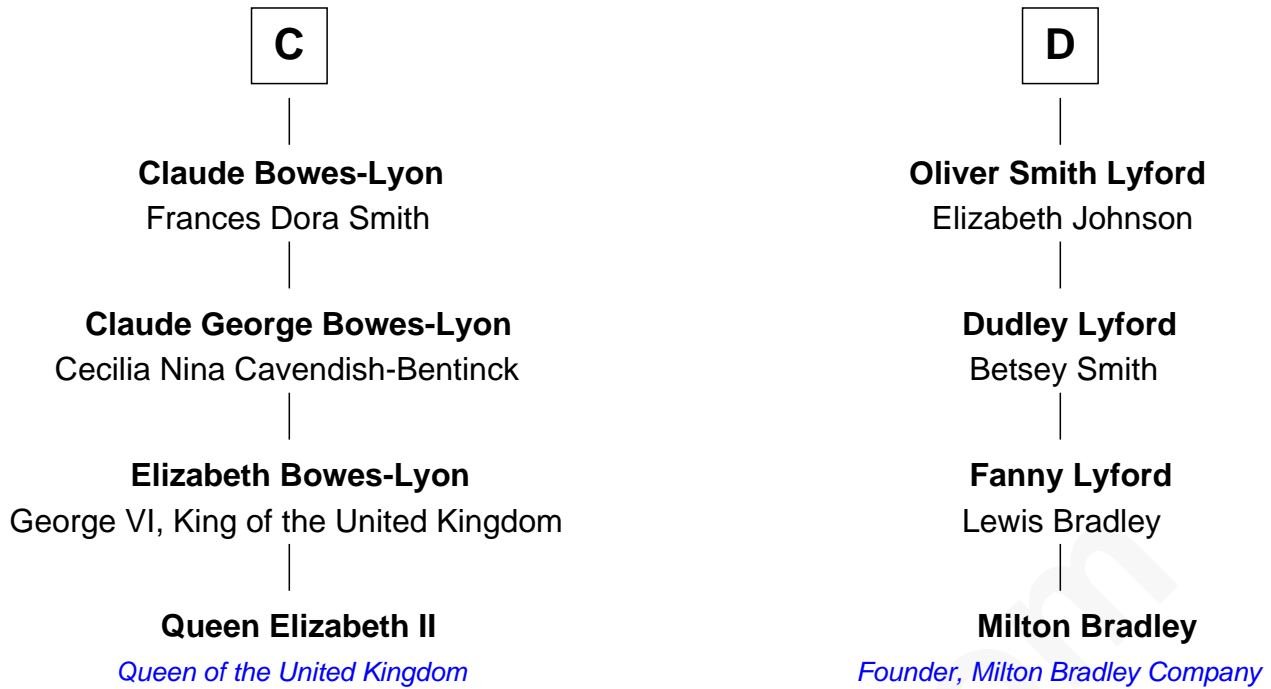 C
Claude Bowes-Lyon
Frances Dora Smith
Claude George Bowes-Lyon
Cecilia Nina Cavendish-Bentinck
Elizabeth Bowes-Lyon
George VI, King of the United Kingdom
Queen Elizabeth II
Queen of the United Kingdom
D
Oliver Smith Lyford
Elizabeth Johnson
Dudley Lyford
Betsey Smith
Fanny Lyford
Lewis Bradley
Milton Bradley
Founder, Milton Bradley Company